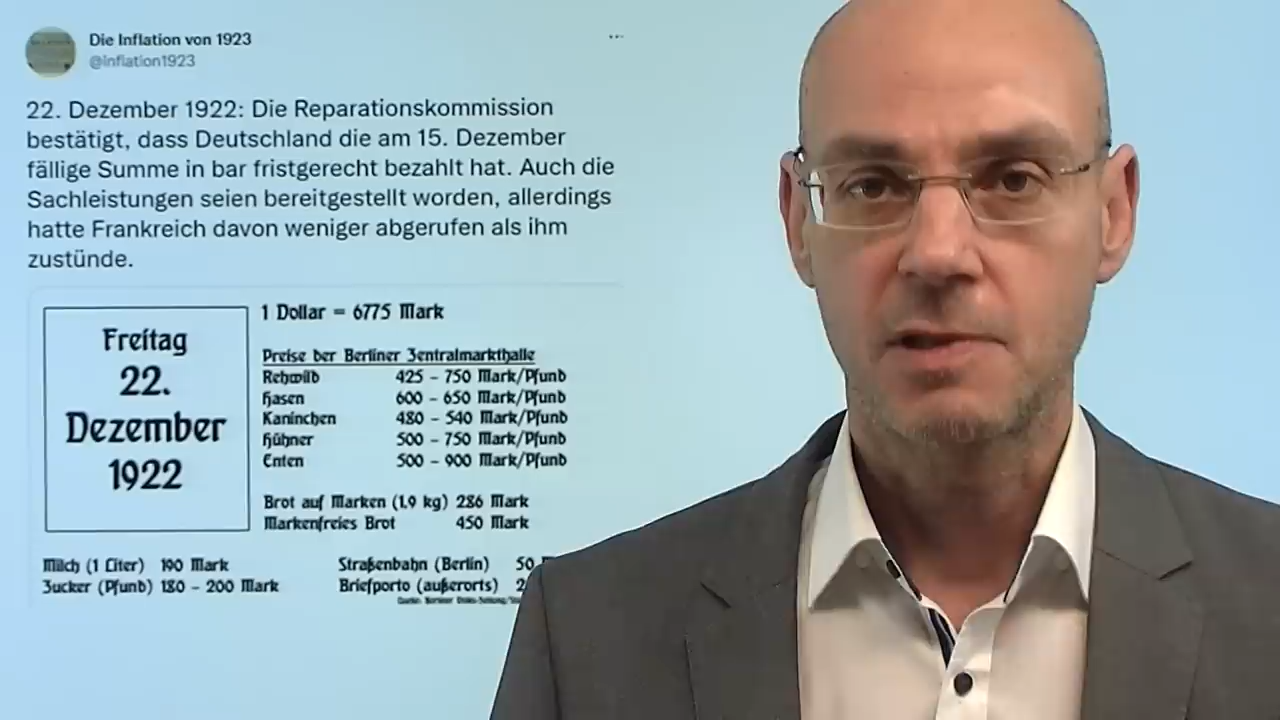 Die Inflation von 1923
@Inflation1923
22. Dezember 1922: Die Reparationskommission
bestätigt, dass Deutschland die am 15. Dezember
fällige Summe in bar fristgerecht bezahlt hat. Auch die
Sachleistungen seien bereitgestellt worden, allerdings
hatte Frankreich davon weniger abgerufen als ihm
zustünde.
Freitag
22.
Dezember
1922
1 Dollar = 6775 Mark
Preise der Berliner Zentralmarkthalle
Rehwild 425 - 750 Mark/Pfund
Hasen 600 - 650 Mark/Pfund
Kaninchen 480 - 540 Mark/Pfund
Hühner 500 - 750 Mark/Pfund
Enten 500 - 900 Mark/Pfund
Brot auf Marken (1,9 kg) 286 Mark
Markenfreies Brot 450 Mark
Milch (1 Liter) 190 Mark
Zucker (Pfund) 180 - 200 Mark
Straßenbahn (Berlin) 50
Briefporto (außerorts)